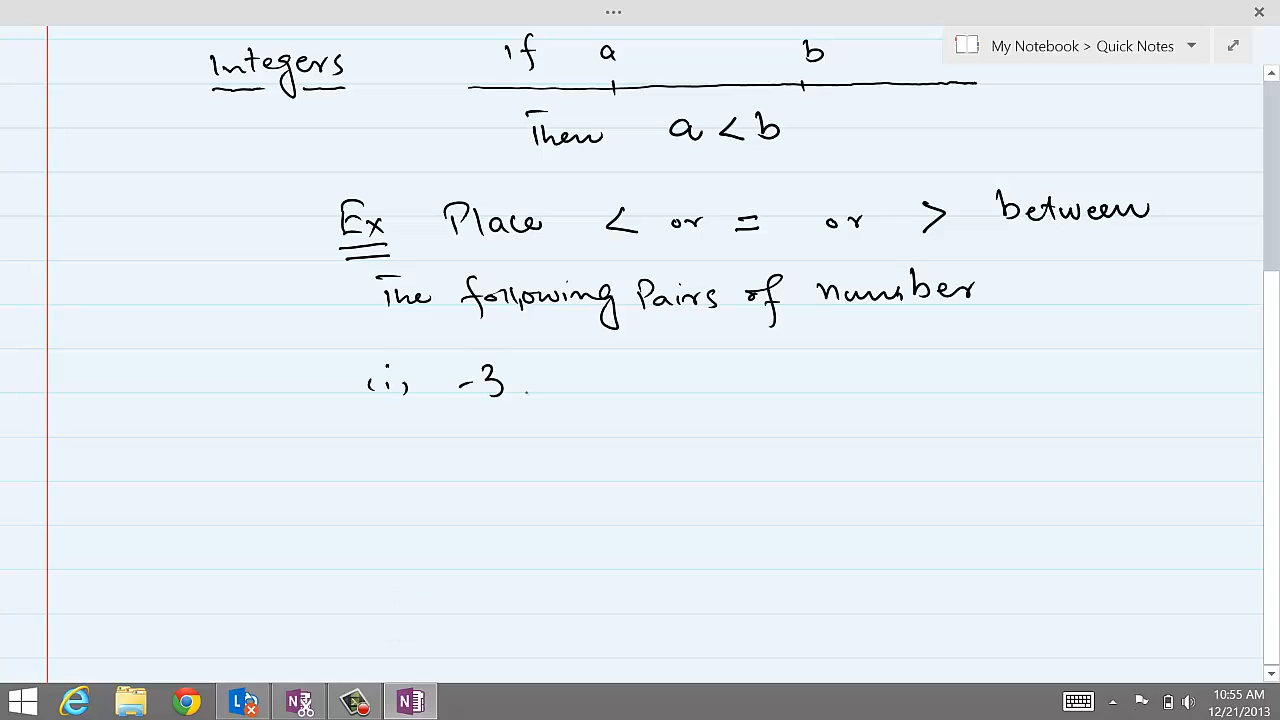 ...
My Notebook > Quick Notes
Integers if a b
Then a < b
Ex Place < or = or > between
The following Pairs of number
(i) -3
10:55 AM
12/21/2013